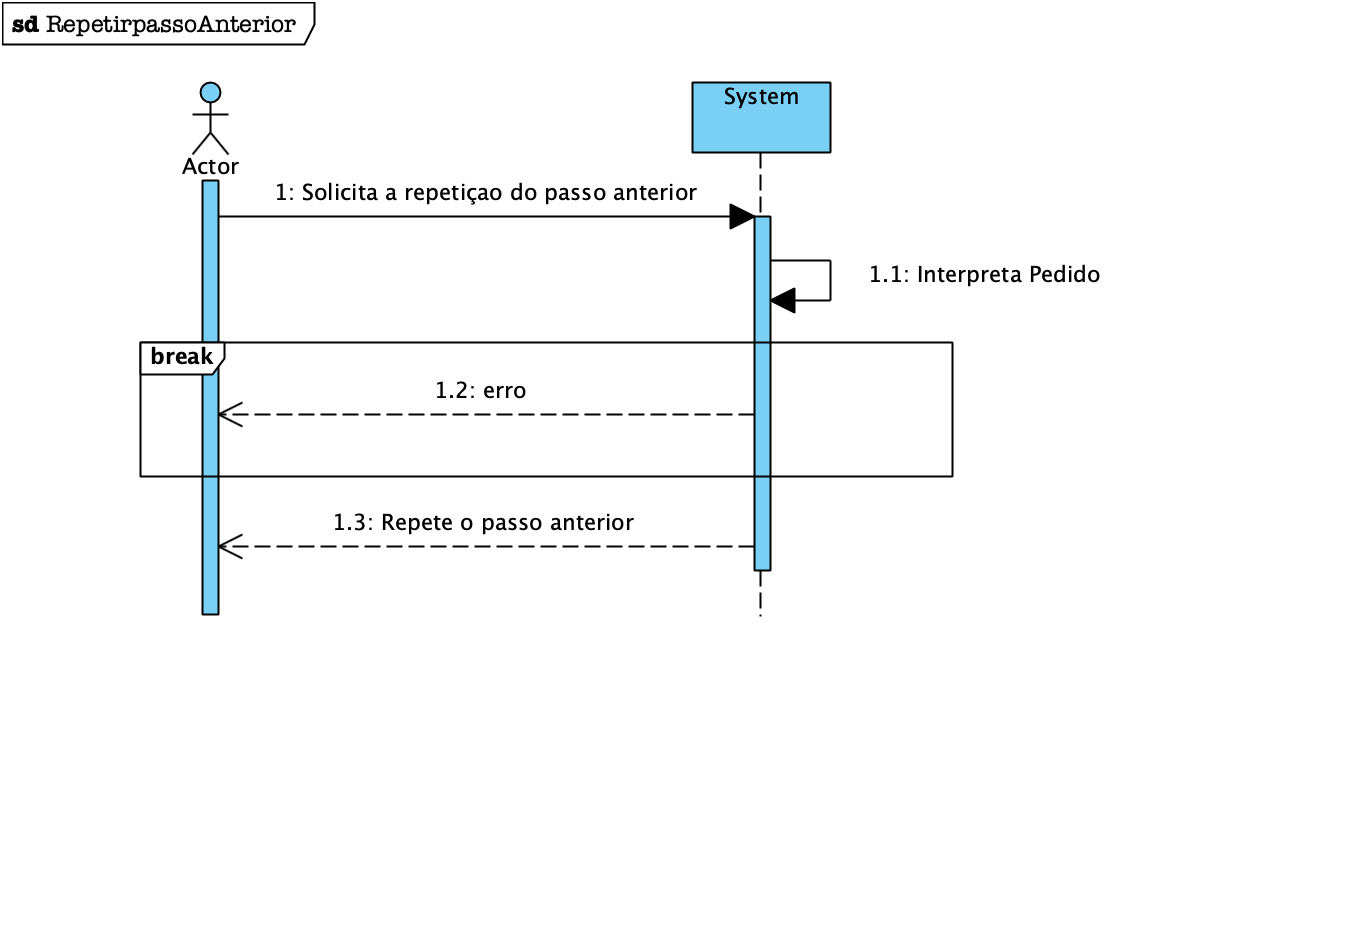 sd RepetirpassoAnterior
System
Actor
1: Solicita a repetiçao do passo anterior
1.1: Interpreta Pedido
break
1.2: erro
1.3: Repete o passo anterior